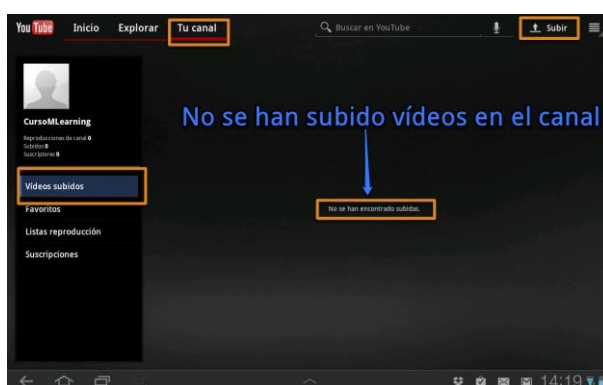 YouTube Inicio Explorar Tu canal Buscar en YouTube Subir
CursoMLearning
Reproducciones de canal 0
Subidos 0
Suscriptores 0
No se han subido vídeos en el canal
Vídeos subidos
Favoritos
No se han encontrado subidas.
Listas reproducción
Suscripciones
14:19